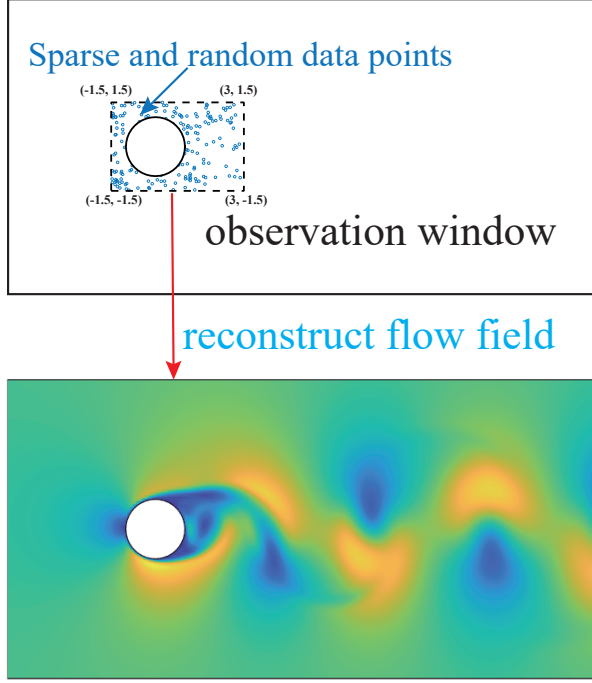 Sparse and random data points
(-1.5, 1.5)
(3, 1.5)
(-1.5, -1.5)
(3, -1.5)
observation window
reconstruct flow field